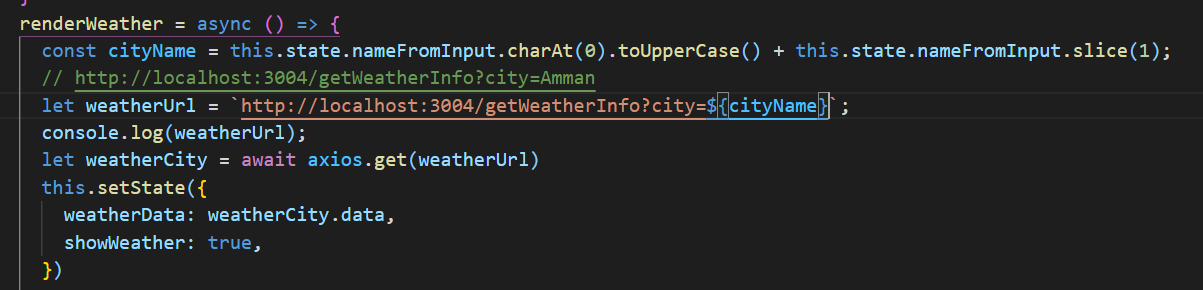 }
renderWeather = async () => {
const cityName = this.state.nameFromInput.charAt(0).toUpperCase() + this.state.nameFromInput.slice(1);
// http://localhost:3004/getWeatherInfo?city=Amman
let weatherUrl = `http://localhost:3004/getWeatherInfo?city=${cityName}`;
console.log(weatherUrl);
let weatherCity = await axios.get(weatherUrl)
this.setState({
weatherData: weatherCity.data,
showWeather: true,
})